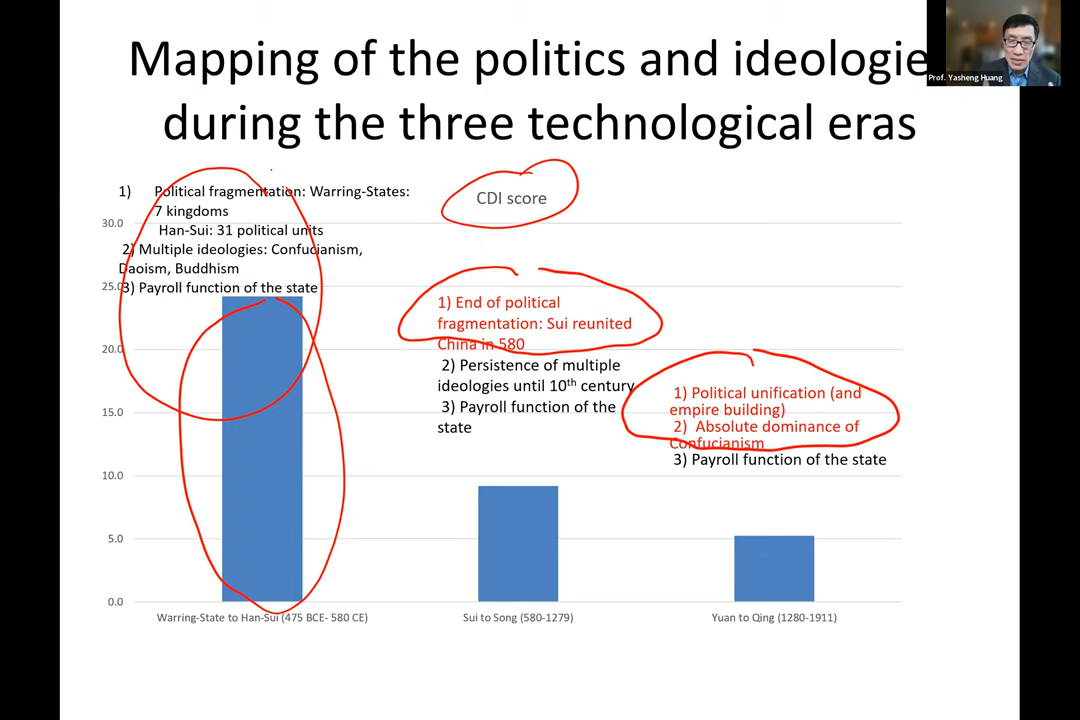 Mapping of the politics and ideologie
during the three technological eras
Prof. Yasheng Huang
1) Political fragmentation: Warring-States:
7 kingdoms
Han-Sui: 31 political units
2) Multiple ideologies: Confucianism,
Daoism, Buddhism
3) Payroll function of the state
CDI score
1) End of political
fragmentation: Sui reunited
China in 580
2) Persistence of multiple
ideologies until 10th century
3) Payroll function of the
state
1) Political unification (and
empire building)
2) Absolute dominance of
Confucianism
3) Payroll function of the state
30.0
25.0
20.0
15.0
10.0
5.0
0.0
Warring-State to Han-Sui (475 BCE- 580 CE)
Sui to Song (580-1279)
Yuan to Qing (1280-1911)